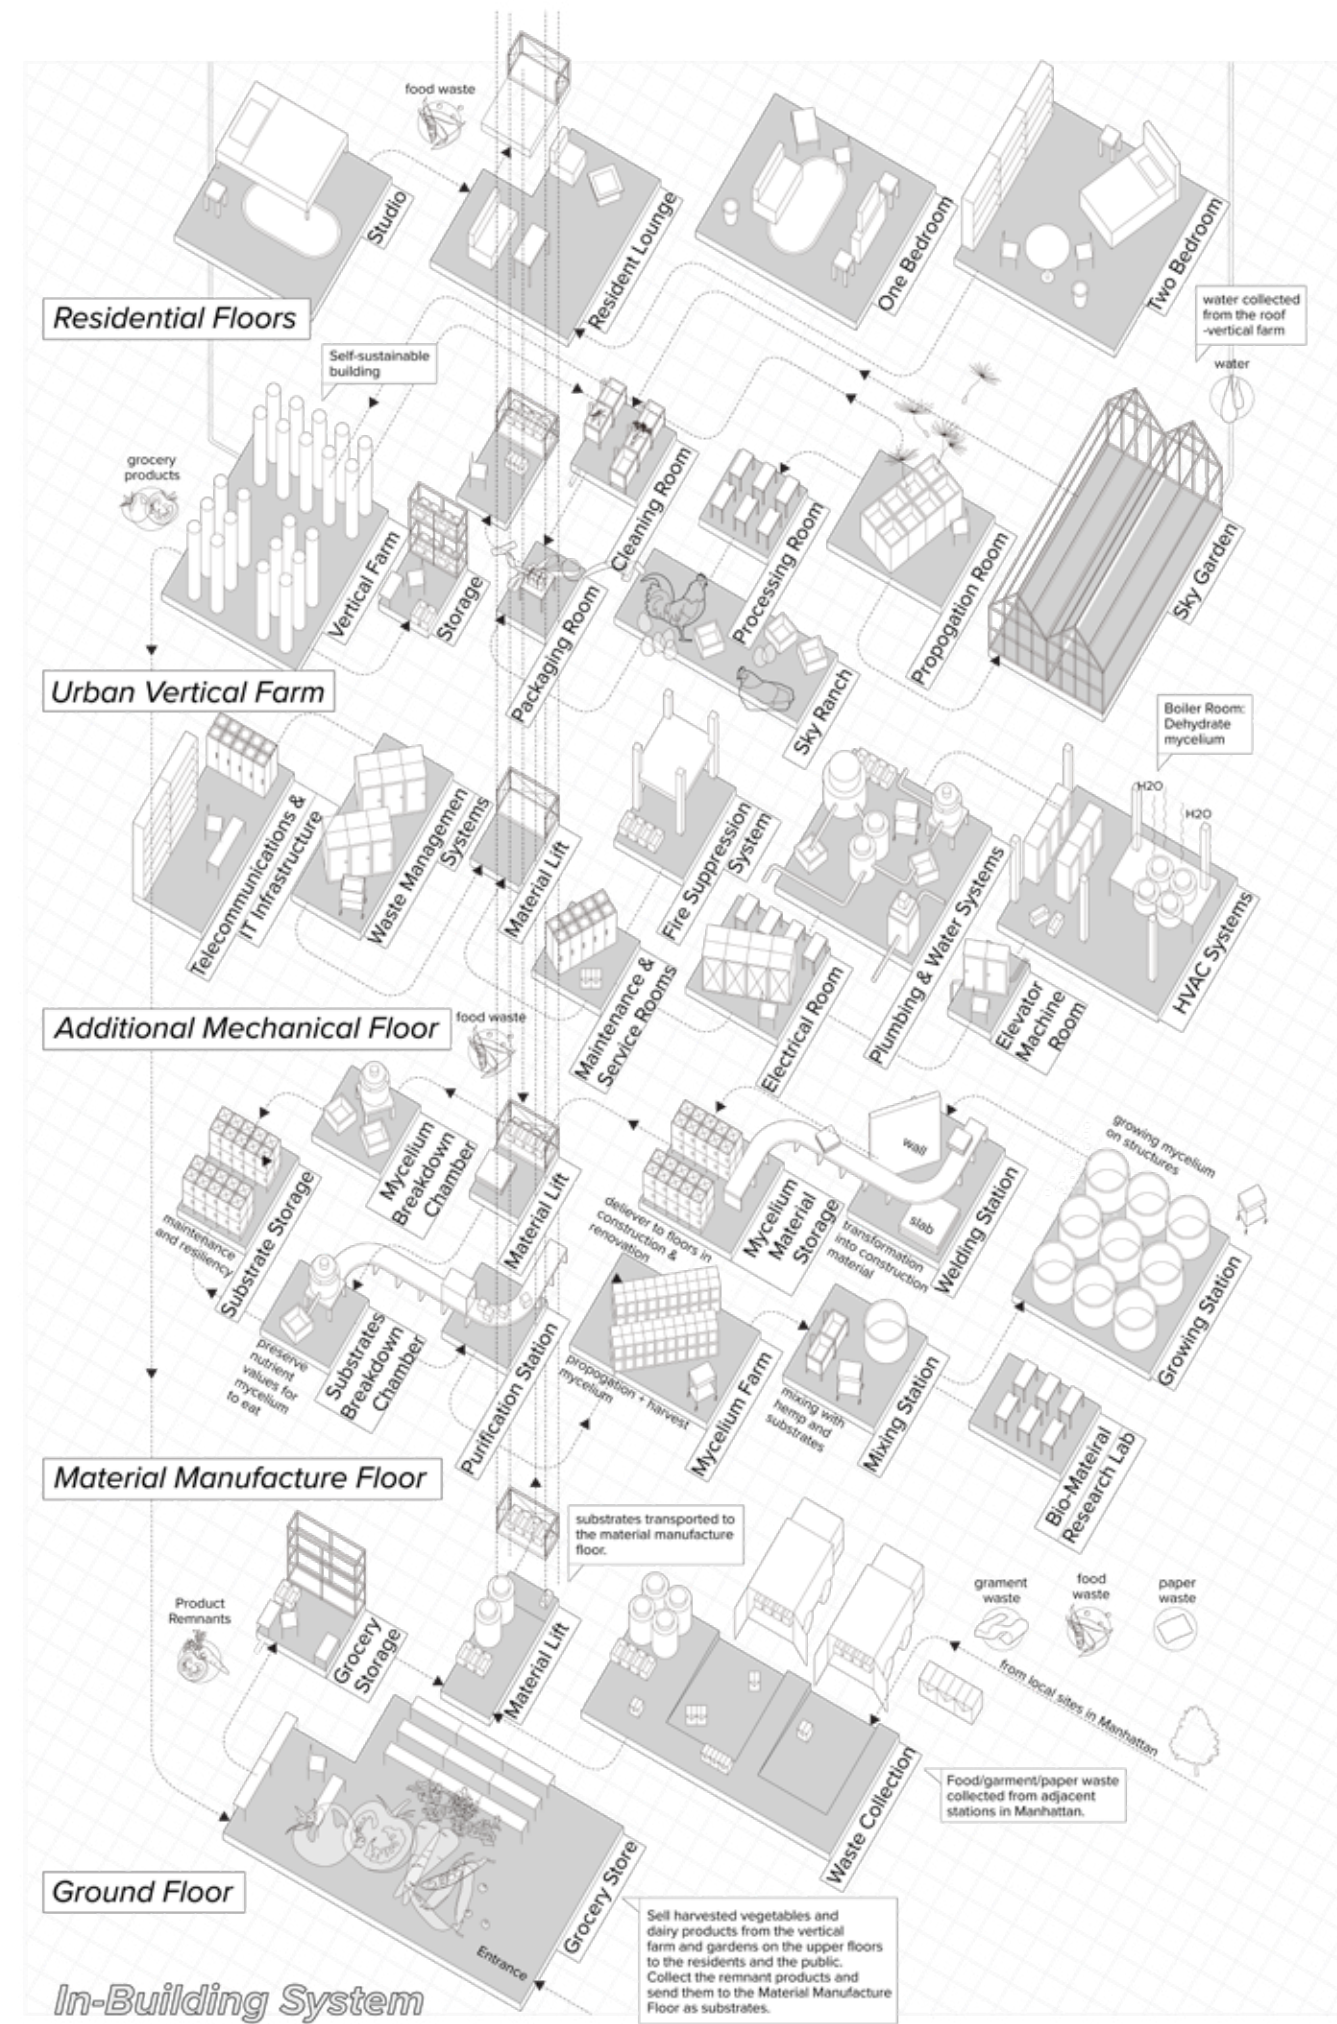 food waste
Studio
Resident Lounge
One Bedroom
Two Bedroom
Residential Floors
water collected
from the roof
-vertical farm
water
Self-sustainable
building
grocery
products
Vertical Farm
Storage
Cleaning Room
Packaging Room
Processing Room
Propogation Room
Sky Garden
Sky Ranch
Urban Vertical Farm
Boiler Room:
Dehydrate
mycelium
H2O
H2O
Telecommunications &
IT Infrastructure
Waste Managemen
Systems
Material Lift
Fire Suppression
System
Maintenance &
Service Rooms
Electrical Room
Plumbing & Water Systems
Elevator
Machine
Room
HVAC Systems
Additional Mechanical Floor
food waste
Mycelium
Breakdown
Chamber
Material Lift
Substrate Storage
maintenance
and resiliency
Mycelium
Material
Storage
deliever to floors in
construction &
renovation
wall
slab
transformation
into construction
material
Welding Station
growing mycelium
on structures
Growing Station
preserve
nutrient
values for
mycelium
to eat
Substrates
Breakdown
Chamber
Purification Station
propogation + harvest
mycelium
Mycelium Farm
mixing with
hemp and
substrates
Mixing Station
Bio-Mateiral
Research Lab
Material Manufacture Floor
substrates transported to
the material manufacture
floor.
Product
Remnants
Grocery
Storage
Material Lift
grament
waste
food
waste
paper
waste
from local sites in Manhattan
Waste Collection
Food/garment/paper waste
collected from adjacent
stations in Manhattan.
Ground Floor
Grocery Store
Entrance
Sell harvested vegetables and
dairy products from the vertical
farm and gardens on the upper floors
to the residents and the public.
Collect the remnant products and
send them to the Material Manufacture
Floor as substrates.
In-Building System